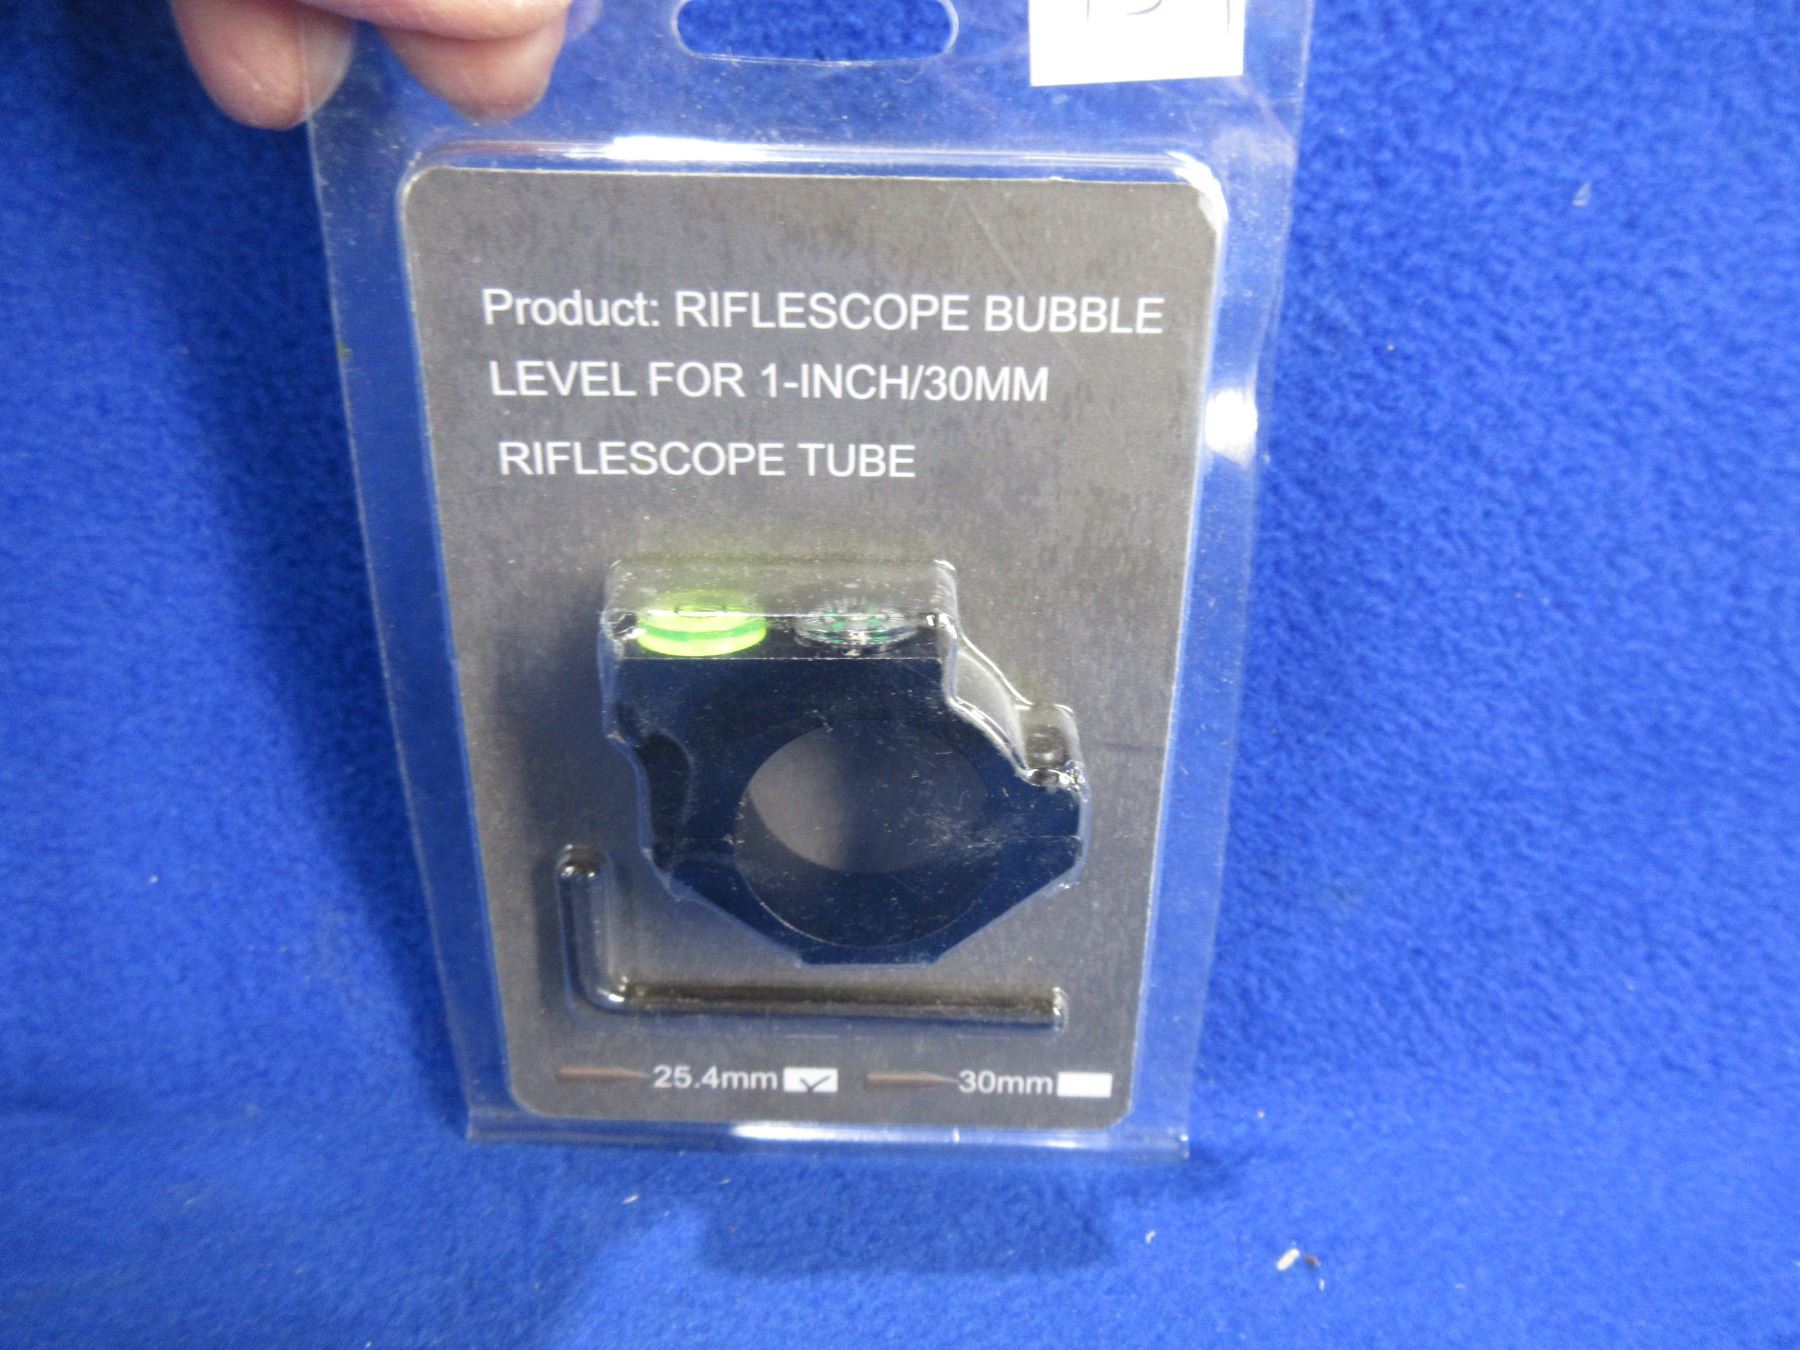 Product: RIFLESCOPE BUBBLE
LEVEL FOR 1-INCH/30MM
RIFLESCOPE TUBE
25.4mm 30mm